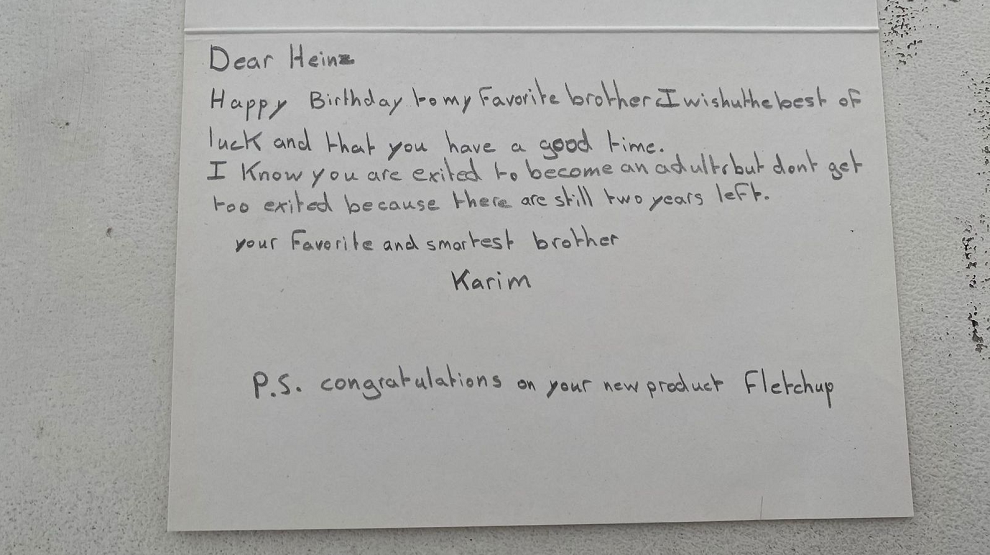 Dear Heinz
Happy Birthday to my Favorite brother I wish u the best of
luck and that you have a good time.
I Know you are exited to become an adult but dont get
too exited because there are still two years left.
your Favorite and smartest brother
Karim
P.S. congratulations on your new product Fletchup